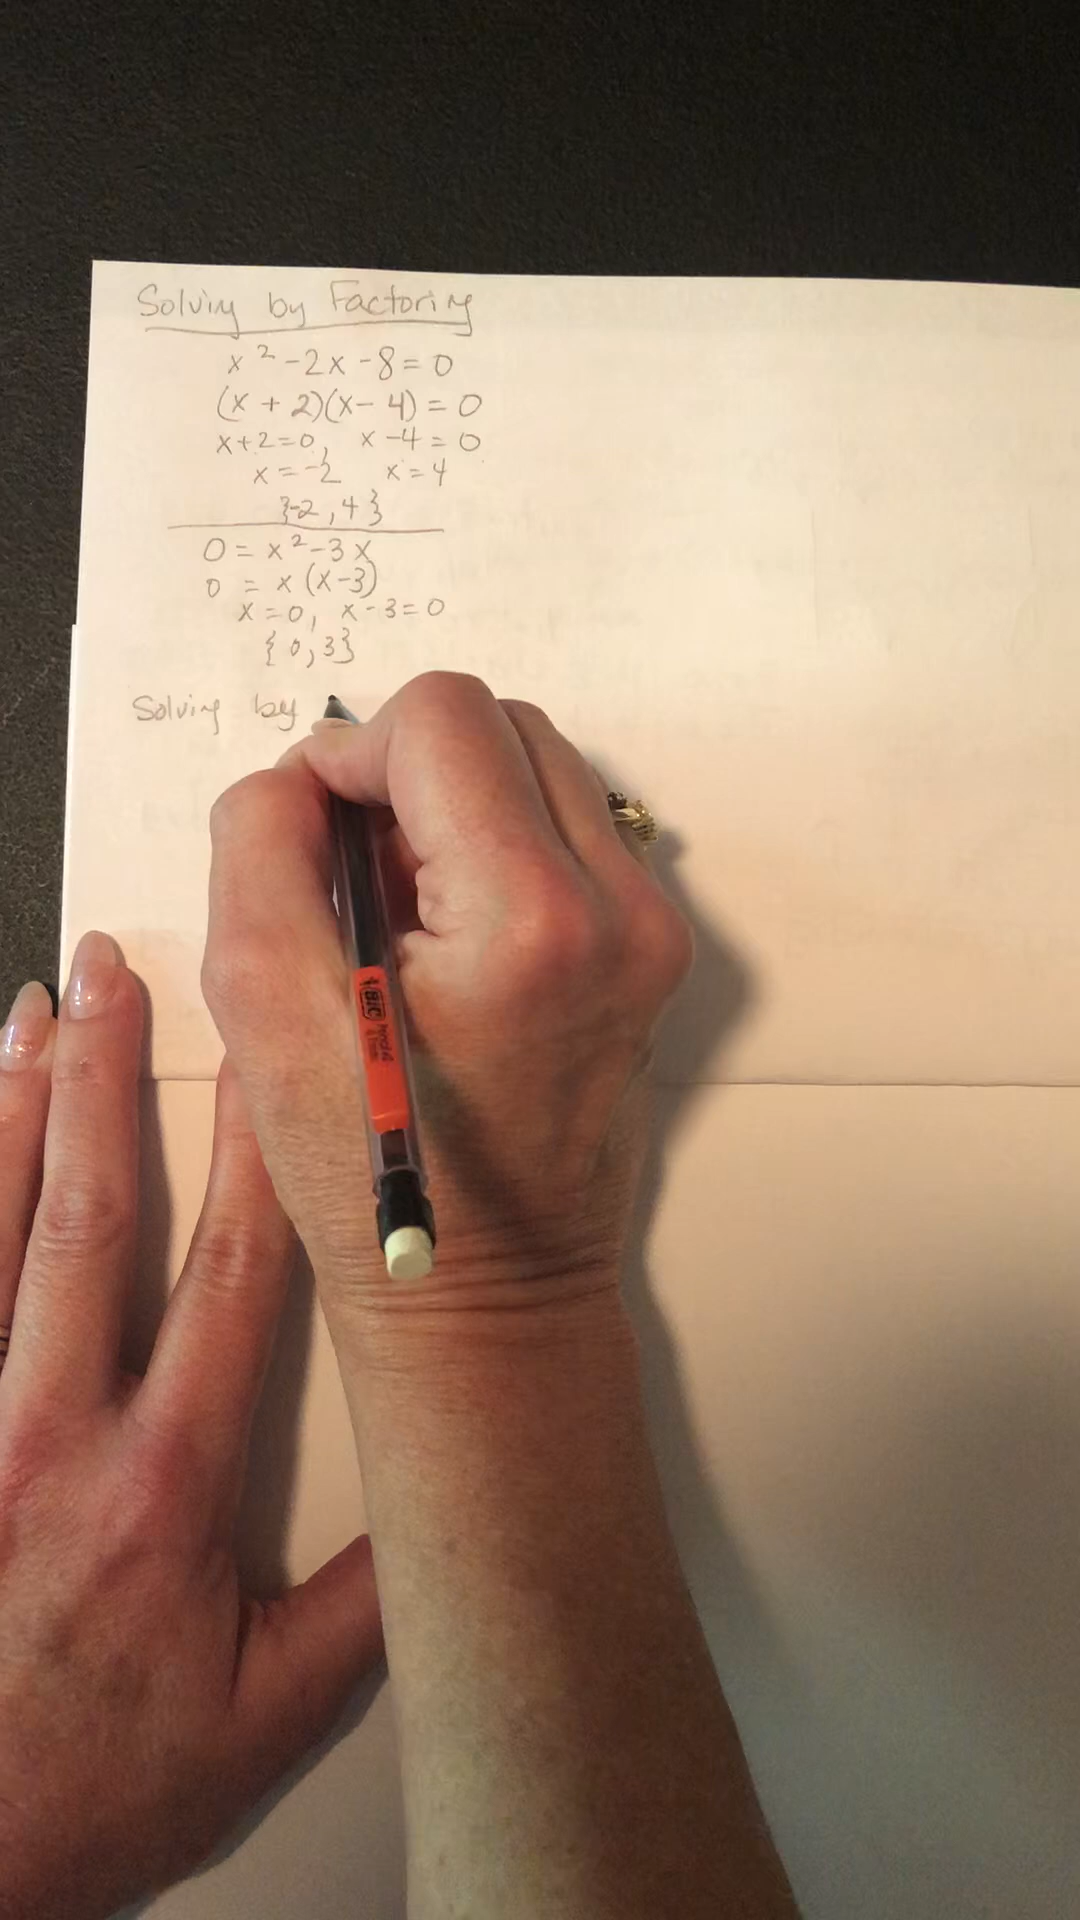 Solving by Factoring
x² - 2x - 8 = 0
(x + 2)(x - 4) = 0
x + 2 = 0, x - 4 = 0
x = -2 x = 4
{-2, 4}
0 = x² - 3x
0 = x(x - 3)
x = 0, x - 3 = 0
{0, 3}
Solving by
BIC